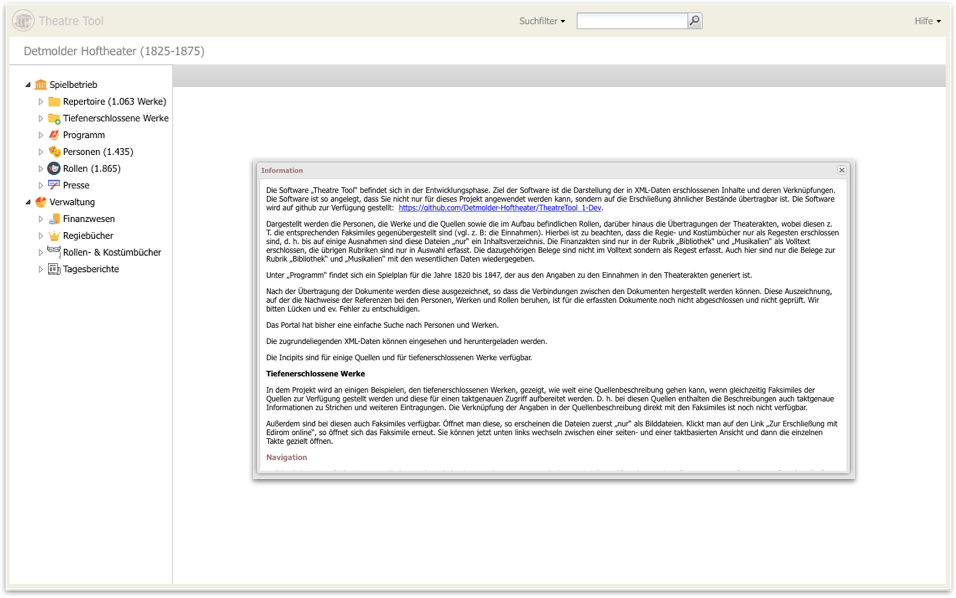 Theatre Tool
Suchfilter
Hilfe
Detmolder Hoftheater (1825-1875)
Spielbetrieb
Repertoire (1.063 Werke)
Tiefenerschlossene Werke
Programm
Personen (1.435)
Rollen (1.865)
Presse
Verwaltung
Finanzwesen
Regiebücher
Rollen- & Kostümbücher
Tagesberichte
Information
Die Software „Theatre Tool" befindet sich in der Entwicklungsphase. Ziel der Software ist die Darstellung der in XML-Daten erschlossenen Inhalte und deren Verknüpfungen.
Die Software ist so angelegt, dass Sie nicht nur für dieses Projekt angewendet werden kann, sondern auf die Erschließung ähnlicher Bestände übertragbar ist. Die Software
wird auf github zur Verfügung gestellt: https://github.com/Detmolder-Hoftheater/TheatreTool_1-Dev.
Dargestellt werden die Personen, die Werke und die Quellen sowie die im Aufbau befindlichen Rollen, darüber hinaus die Übertragungen der Theaterakten, wobei diesen z.
T. die entsprechenden Faksimiles gegenübergestellt sind (vgl. z. B: die Einnahmen). Hierbei ist zu beachten, dass die Regie- und Kostümbücher nur als Regesten erschlossen
sind, d. h. bis auf einige Ausnahmen sind diese Dateien „nur" ein Inhaltsverzeichnis. Die Finanzakten sind nur in der Rubrik „Bibliothek" und „Musikalien" als Volltext
erschlossen, die übrigen Rubriken sind nur in Auswahl erfasst. Die dazugehörigen Belege sind nicht im Volltext sondern als Regest erfasst. Auch hier sind nur die Belege zur
Rubrik „Bibliothek" und „Musikalien" mit den wesentlichen Daten wiedergegeben.
Unter „Programm" findet sich ein Spielplan für die Jahre 1820 bis 1847, der aus den Angaben zu den Einnahmen in den Theaterakten generiert ist.
Nach der Übertragung der Dokumente werden diese ausgezeichnet, so dass die Verbindungen zwischen den Dokumenten hergestellt werden können. Diese Auszeichnung,
auf der die Nachweise der Referenzen bei den Personen, Werken und Rollen beruhen, ist für die erfassten Dokumente noch nicht abgeschlossen und nicht geprüft. Wir
bitten Lücken und ev. Fehler zu entschuldigen.
Das Portal hat bisher eine einfache Suche nach Personen und Werken.
Die zugrundeliegenden XML-Daten können eingesehen und heruntergeladen werden.
Die Incipits sind für einige Quellen und für tiefenerschlossenen Werke verfügbar.
Tiefenerschlossene Werke
In dem Projekt wird an einigen Beispielen, den tiefenerschlossenen Werken, gezeigt, wie weit eine Quellenbeschreibung gehen kann, wenn gleichzeitig Faksimiles der
Quellen zur Verfügung gestellt werden und diese für einen taktgenauen Zugriff aufbereitet werden. D. h. bei diesen Quellen enthalten die Beschreibungen auch taktgenaue
Informationen zu Strichen und weiteren Eintragungen. Die Verknüpfung der Angaben in der Quellenbeschreibung direkt mit den Faksimiles ist noch nicht verfügbar.
Außerdem sind bei diesen auch Faksimiles verfügbar. Öffnet man diese, so erscheinen die Dateien zuerst „nur" als Bilddateien. Klickt man auf den Link „Zur Erschließung mit
Edirom online", so öffnet sich das Faksimile erneut. Sie können jetzt unten links wechseln zwischen einer seiten- und einer taktbasierten Ansicht und dann die einzelnen
Takte gezielt öffnen.
Navigation